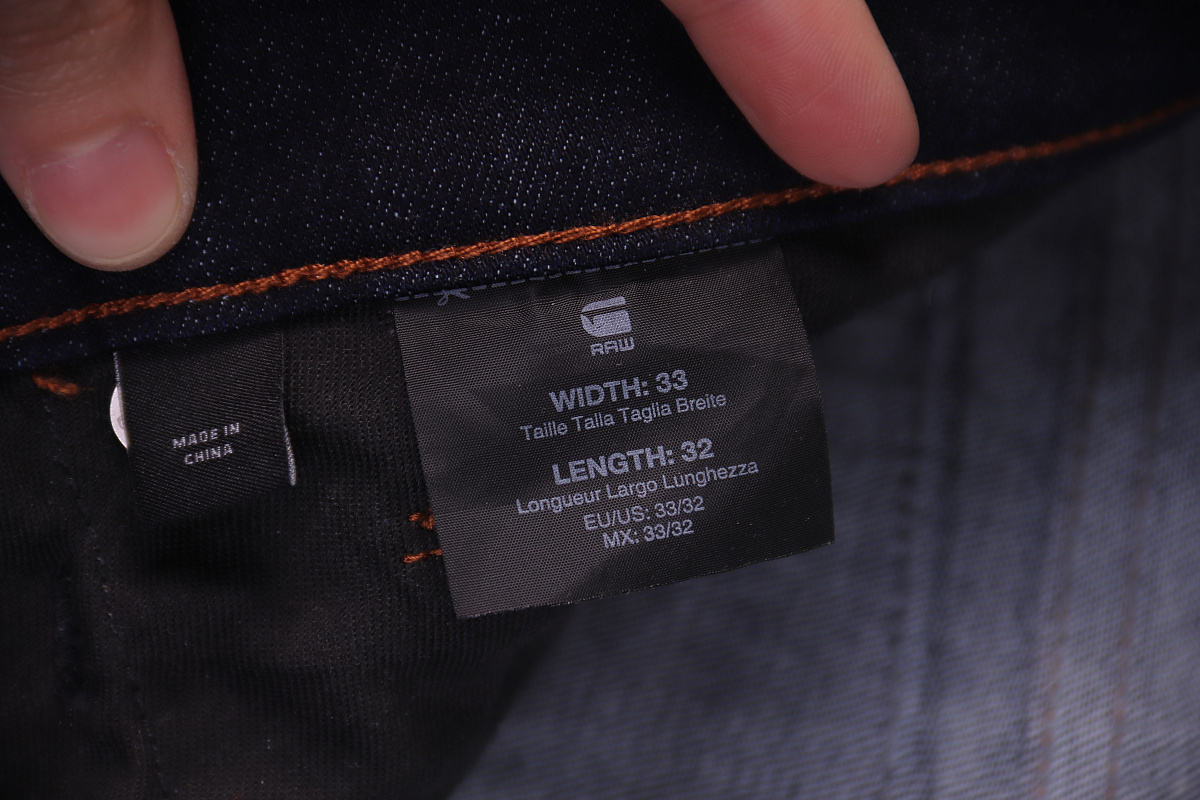 MADE IN
CHINA
RAW
WIDTH: 33
Taille Talla Taglia Breite
LENGTH: 32
Longueur Largo Lunghezza
EU/US: 33/32
MX: 33/32